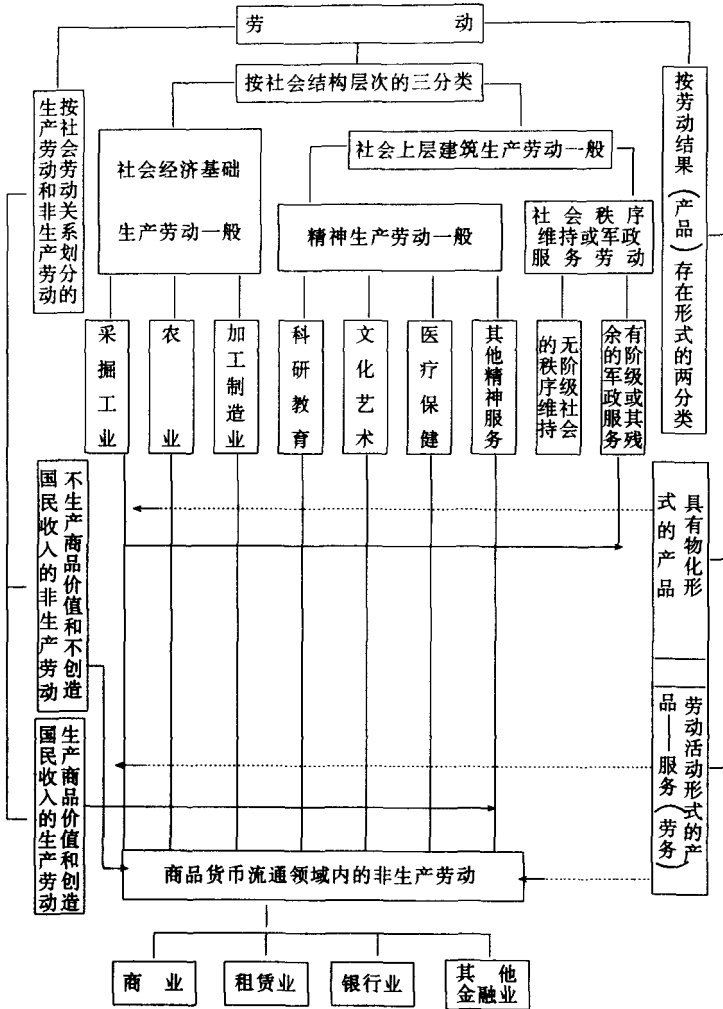 劳动
按社会结构层次的三分类
按社会劳动关系划分的
生产劳动和非生产劳动
社会经济基础
生产劳动一般
社会上层建筑生产劳动一般
精神生产劳动一般
社会秩序
维持或军政
服务劳动
按劳动结果（产品）存在形式的两分类
采掘工业
农业
加工制造业
科研教育
文化艺术
医疗保健
其他精神服务
无阶级社会
的秩序维持
有阶级或其残
余的军政服务
不生产商品价值和不创造
国民收入的非生产劳动
具有物化形
式的产品
生产商品价值和创造
国民收入的生产劳动
劳动活动形式的产
品——服务（劳务）
商品货币流通领域内的非生产劳动
商业
租赁业
银行业
其他
金融业